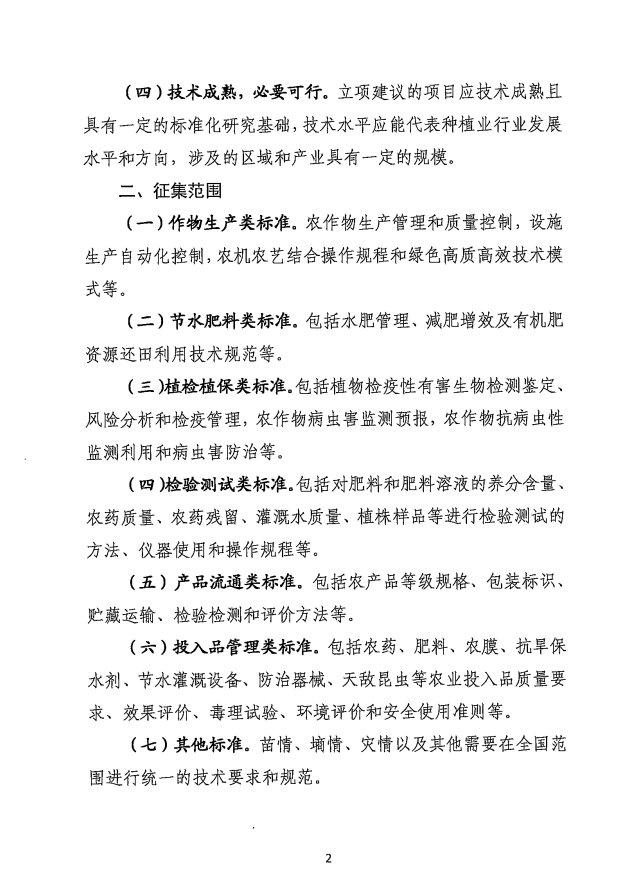 （四）技术成熟，必要可行。立项建议的项目应技术成熟且
具有一定的标准化研究基础，技术水平应能代表种植业行业发展
水平和方向，涉及的区域和产业具有一定的规模。
二、征集范围
（一）作物生产类标准。农作物生产管理和质量控制，设施
生产自动化控制，农机农艺结合操作规程和绿色高质高效技术模
式等。
（二）节水肥料类标准。包括水肥管理、减肥增效及有机肥
资源还田利用技术规范等。
（三）植检植保类标准。包括植物检疫性有害生物检测鉴定、
风险分析和检疫管理，农作物病虫害监测预报，农作物抗病虫性
监测利用和病虫害防治等。
（四）检验测试类标准。包括对肥料和肥料溶液的养分含量、
农药质量、农药残留、灌溉水质量、植株样品等进行检验测试的
方法、仪器使用和操作规程等。
（五）产品流通类标准。包括农产品等级规格、包装标识、
贮藏运输、检验检测和评价方法等。
（六）投入品管理类标准。包括农药、肥料、农膜、抗旱保
水剂、节水灌溉设备、防治器械、天敌昆虫等农业投入品质量要
求、效果评价、毒理试验、环境评价和安全使用准则等。
（七）其他标准。苗情、墒情、灾情以及其他需要在全国范
围进行统一的技术要求和规范。
2